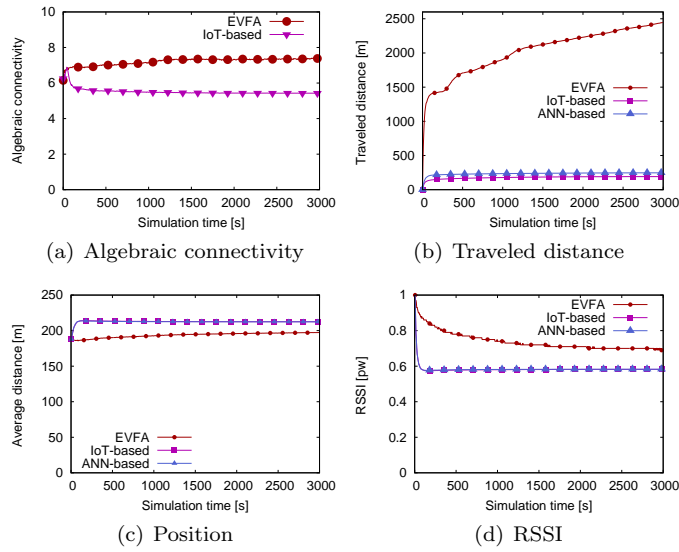 10
8
6
4
2
0
Algebraic connectivity
EVFA
IoT-based
0 500 1000 1500 2000 2500 3000
Simulation time [s]
(a) Algebraic connectivity
2500
2000
1500
1000
500
0
Traveled distance [m]
EVFA
IoT-based
ANN-based
0 500 1000 1500 2000 2500 3000
Simulation time [s]
(b) Traveled distance
250
200
150
100
50
0
Average distance [m]
EVFA
IoT-based
ANN-based
0 500 1000 1500 2000 2500 3000
Simulation time [s]
(c) Position
1
0.8
0.6
0.4
0.2
0
RSSI [pw]
EVFA
IoT-based
ANN-based
0 500 1000 1500 2000 2500 3000
Simulation time [s]
(d) RSSI